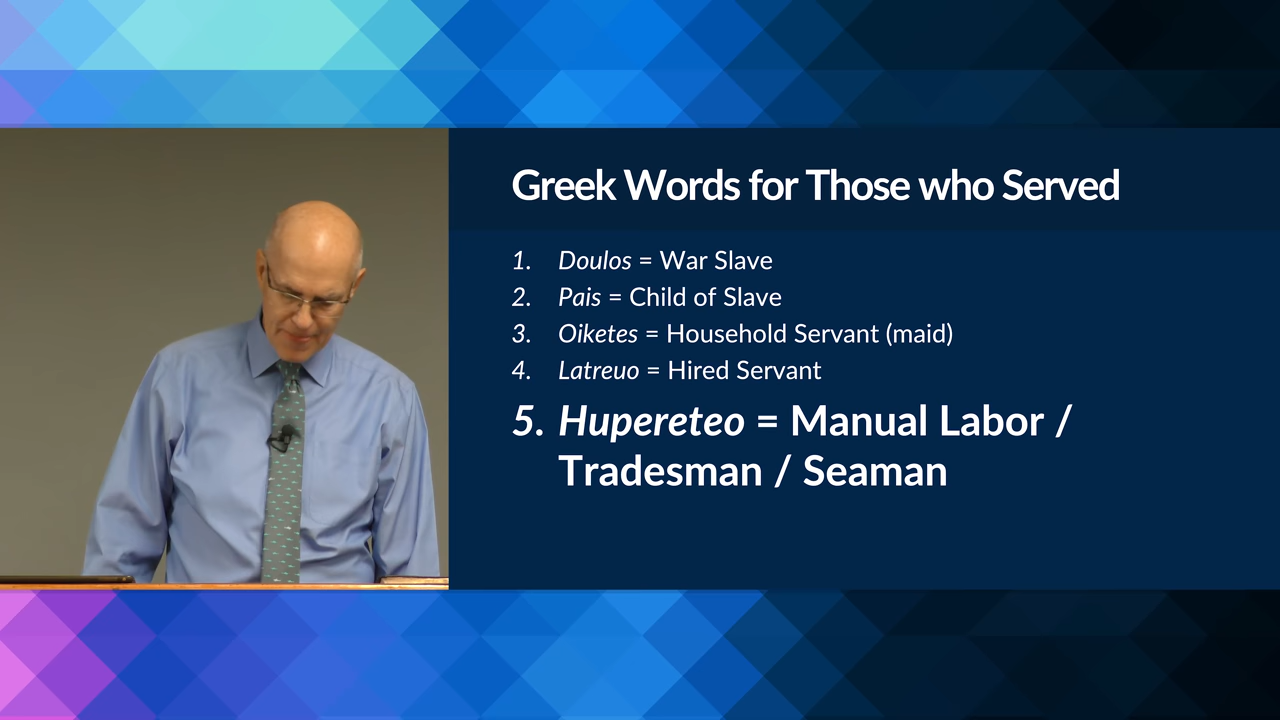 Greek Words for Those who Served
1. Doulos = War Slave
2. Pais = Child of Slave
3. Oiketes = Household Servant (maid)
4. Latreuo = Hired Servant
5. Hupereteo = Manual Labor /
Tradesman / Seaman